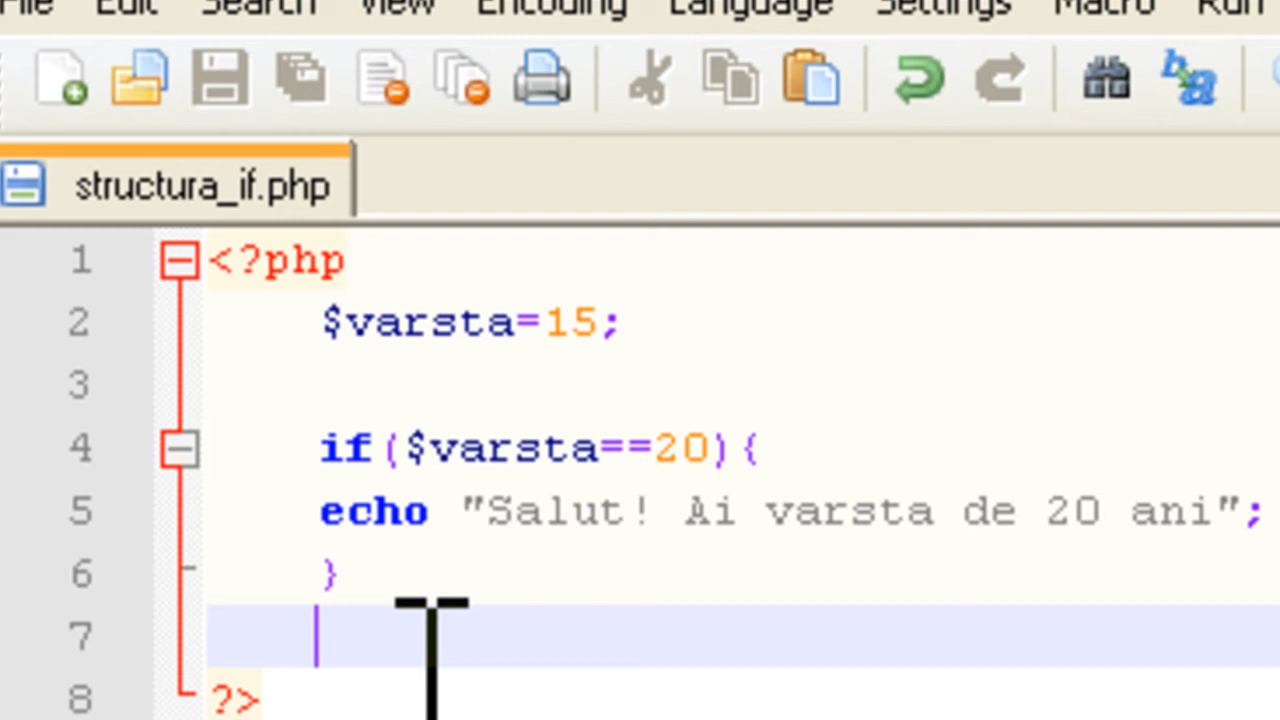 File Edit Search View Encoding Language Settings Macro Run
structura_if.php
1 <?php
2 $varsta=15;
3
4 if($varsta==20){
5 echo "Salut! Ai varsta de 20 ani";
6 }
7
8 ?>